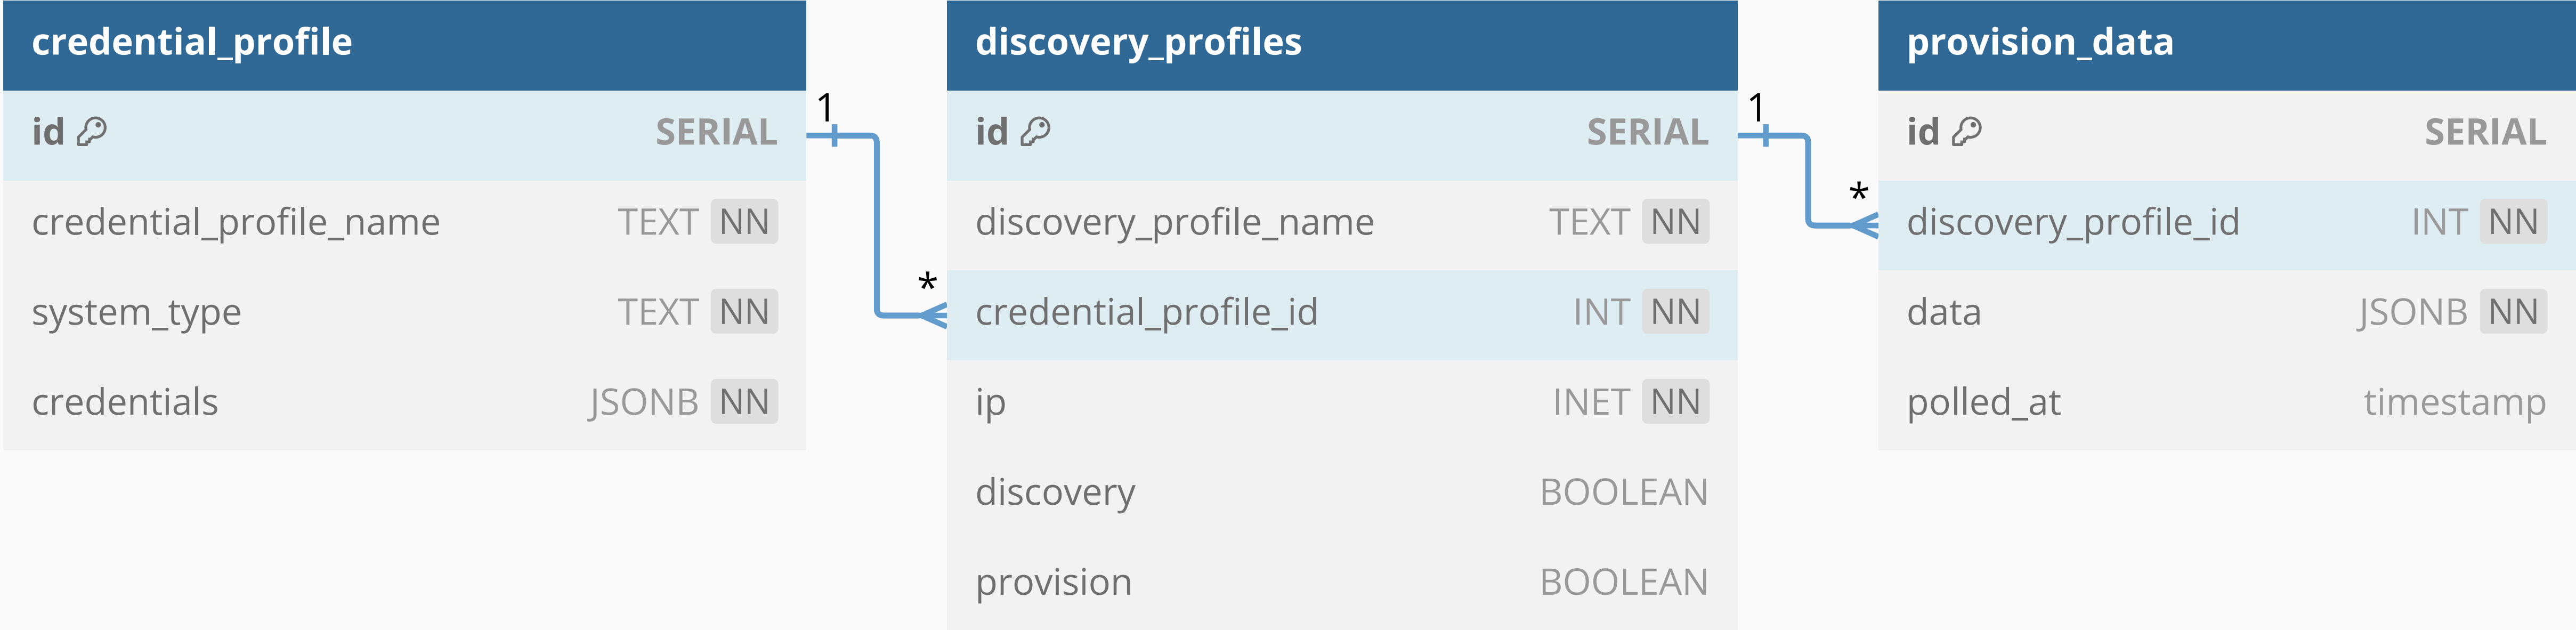 credential_profile
id SERIAL
credential_profile_name TEXT NN
system_type TEXT NN
credentials JSONB NN
1
*
discovery_profiles
id SERIAL
discovery_profile_name TEXT NN
credential_profile_id INT NN
ip INET NN
discovery BOOLEAN
provision BOOLEAN
1
*
provision_data
id SERIAL
discovery_profile_id INT NN
data JSONB NN
polled_at timestamp